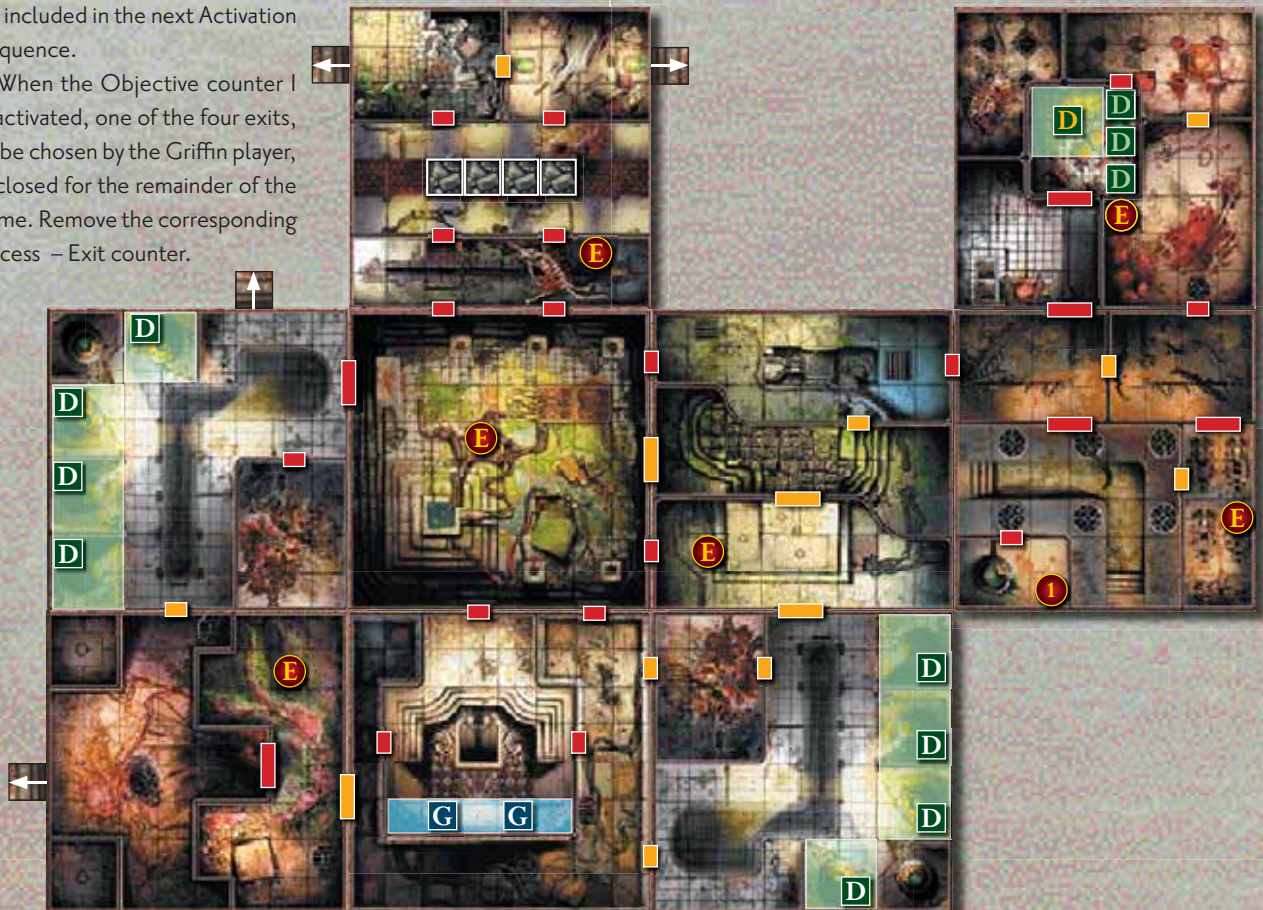 included in the next Activation
quence.
When the Objective counter I
activated, one of the four exits,
be chosen by the Griffin player,
closed for the remainder of the
me. Remove the corresponding
cess – Exit counter.
D
D
D
D
E
E
D
D
E
D
E
D
E
1
E
D
D
G G
D
D